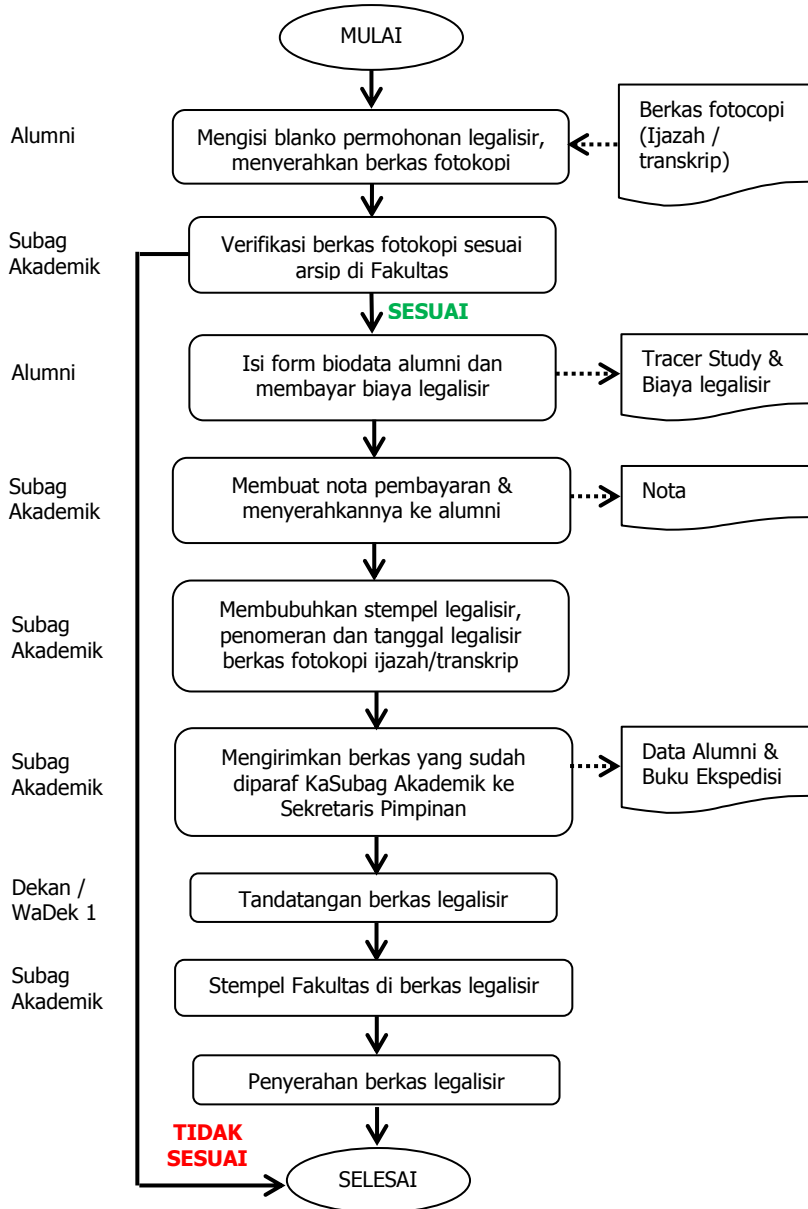 MULAI
Alumni
Mengisi blanko permohonan legalisir,
menyerahkan berkas fotokopi
Berkas fotocopi
(Ijazah /
transkrip)
Subag
Akademik
Verifikasi berkas fotokopi sesuai
arsip di Fakultas
SESUAI
Alumni
Isi form biodata alumni dan
membayar biaya legalisir
Tracer Study &
Biaya legalisir
Subag
Akademik
Membuat nota pembayaran &
menyerahkannya ke alumni
Nota
Subag
Akademik
Membubuhkan stempel legalisir,
penomeran dan tanggal legalisir
berkas fotokopi ijazah/transkrip
Subag
Akademik
Mengirimkan berkas yang sudah
diparaf KaSubag Akademik ke
Sekretaris Pimpinan
Data Alumni &
Buku Ekspedisi
Dekan /
WaDek 1
Tandatangan berkas legalisir
Subag
Akademik
Stempel Fakultas di berkas legalisir
Penyerahan berkas legalisir
TIDAK
SESUAI
SELESAI